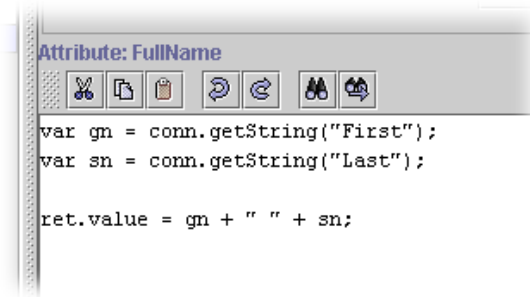 Attribute: FullName
var gn = conn.getString("First");
var sn = conn.getString("Last");
ret.value = gn + " " + sn;